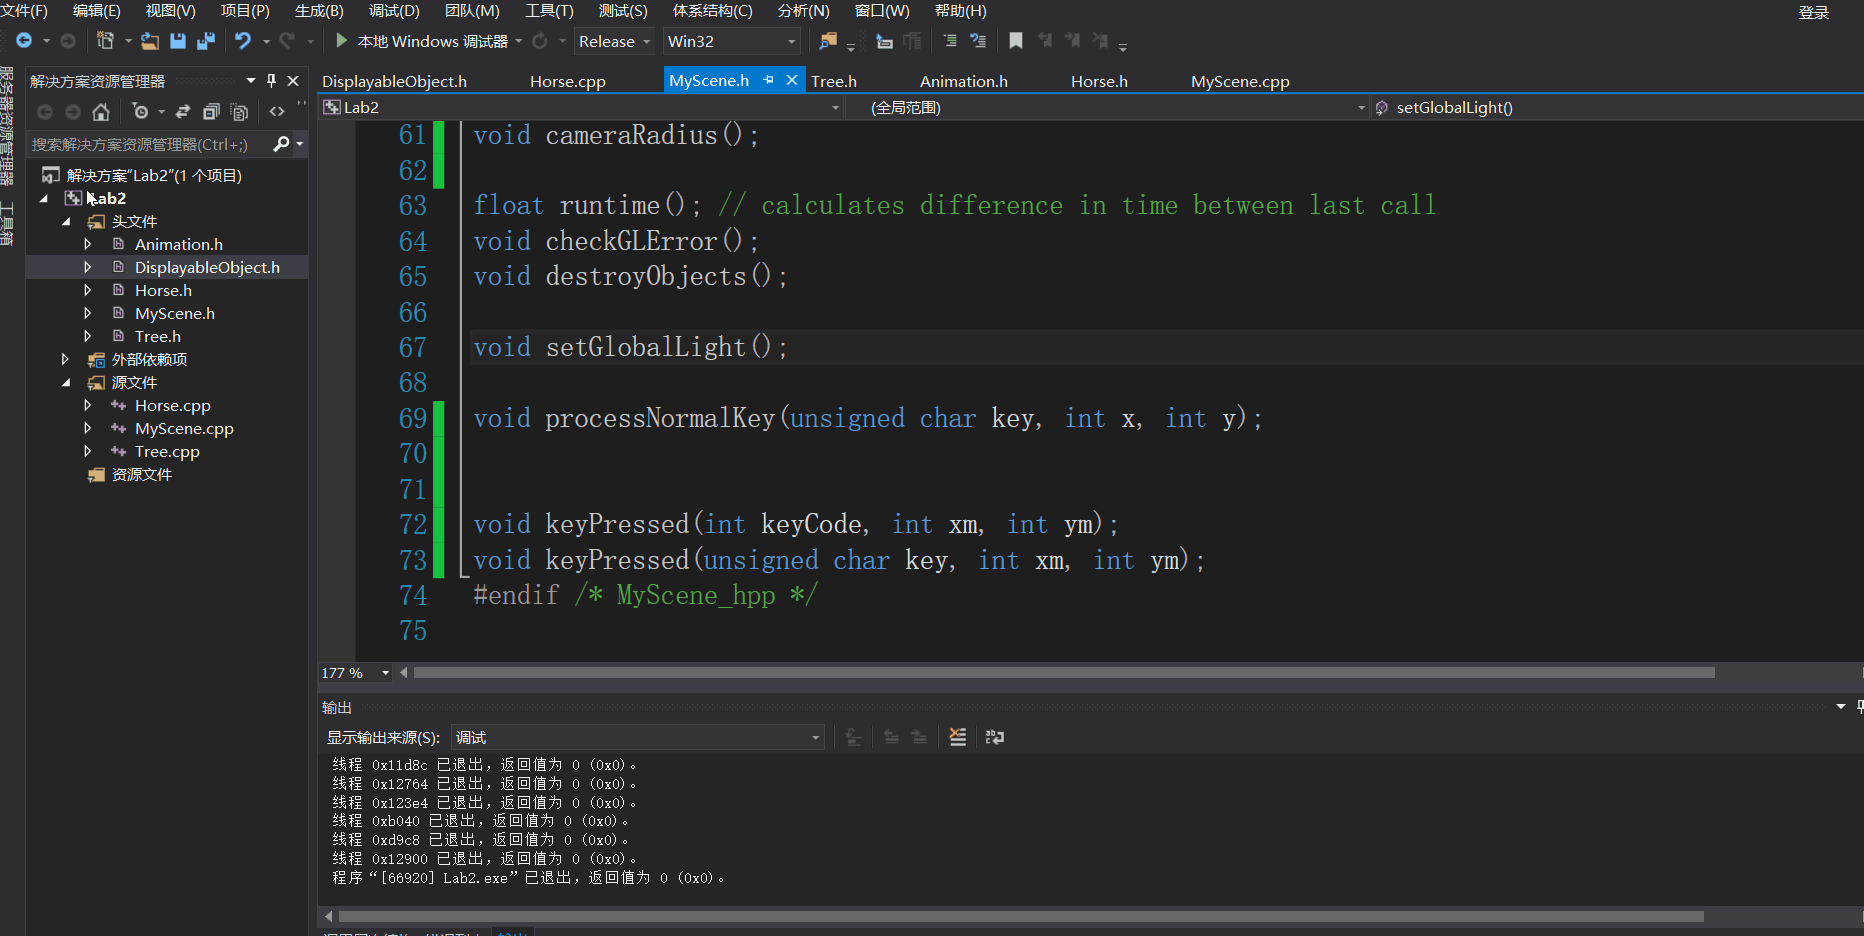 文件(F) 编辑(E) 视图(V) 项目(P) 生成(B) 调试(D) 团队(M) 工具(T) 测试(S) 体系结构(C) 分析(N) 窗口(W) 帮助(H) 登录
本地 Windows 调试器 Release Win32
服务器资源管理器
工具箱
解决方案资源管理器
搜索解决方案资源管理器(Ctrl+;)
解决方案“Lab2”(1 个项目)
Lab2
头文件
Animation.h
DisplayableObject.h
Horse.h
MyScene.h
Tree.h
外部依赖项
源文件
Horse.cpp
MyScene.cpp
Tree.cpp
资源文件
DisplayableObject.h Horse.cpp MyScene.h Tree.h Animation.h Horse.h MyScene.cpp
Lab2 (全局范围) setGlobalLight()
61 void cameraRadius();
62
63 float runtime(); // calculates difference in time between last call
64 void checkGLError();
65 void destroyObjects();
66
67 void setGlobalLight();
68
69 void processNormalKey(unsigned char key, int x, int y);
70
71
72 void keyPressed(int keyCode, int xm, int ym);
73 void keyPressed(unsigned char key, int xm, int ym);
74 #endif /* MyScene_hpp */
75
177 %
输出
显示输出来源(S): 调试
线程 0x11d8c 已退出，返回值为 0 (0x0)。
线程 0x12764 已退出，返回值为 0 (0x0)。
线程 0x123e4 已退出，返回值为 0 (0x0)。
线程 0xb040 已退出，返回值为 0 (0x0)。
线程 0xd9c8 已退出，返回值为 0 (0x0)。
线程 0x12900 已退出，返回值为 0 (0x0)。
程序“[66920] Lab2.exe”已退出，返回值为 0 (0x0)。